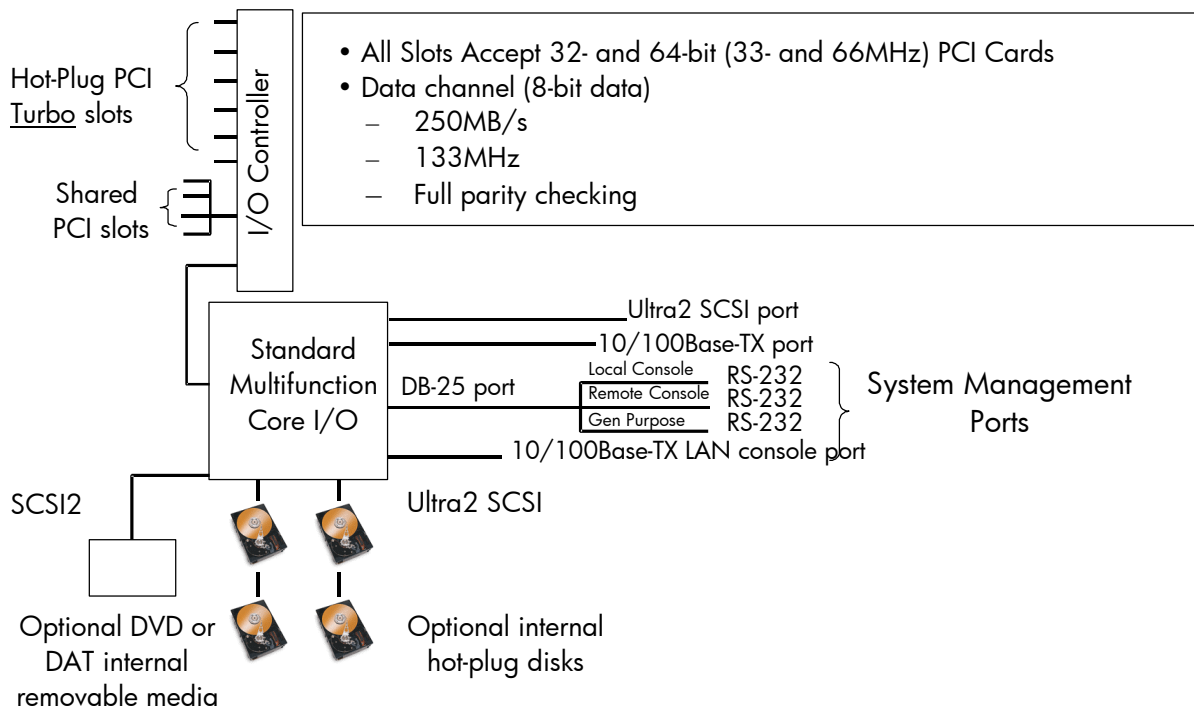 Hot-Plug PCI
Turbo slots
Shared
PCI slots
I/O Controller
• All Slots Accept 32- and 64-bit (33- and 66MHz) PCI Cards
• Data channel (8-bit data)
– 250MB/s
– 133MHz
– Full parity checking
Standard
Multifunction
Core I/O
Ultra2 SCSI port
10/100Base-TX port
DB-25 port
Local Console
RS-232
Remote Console
RS-232
Gen Purpose
RS-232
10/100Base-TX LAN console port
System Management
Ports
SCSI2
Ultra2 SCSI
Optional DVD or
DAT internal
removable media
Optional internal
hot-plug disks